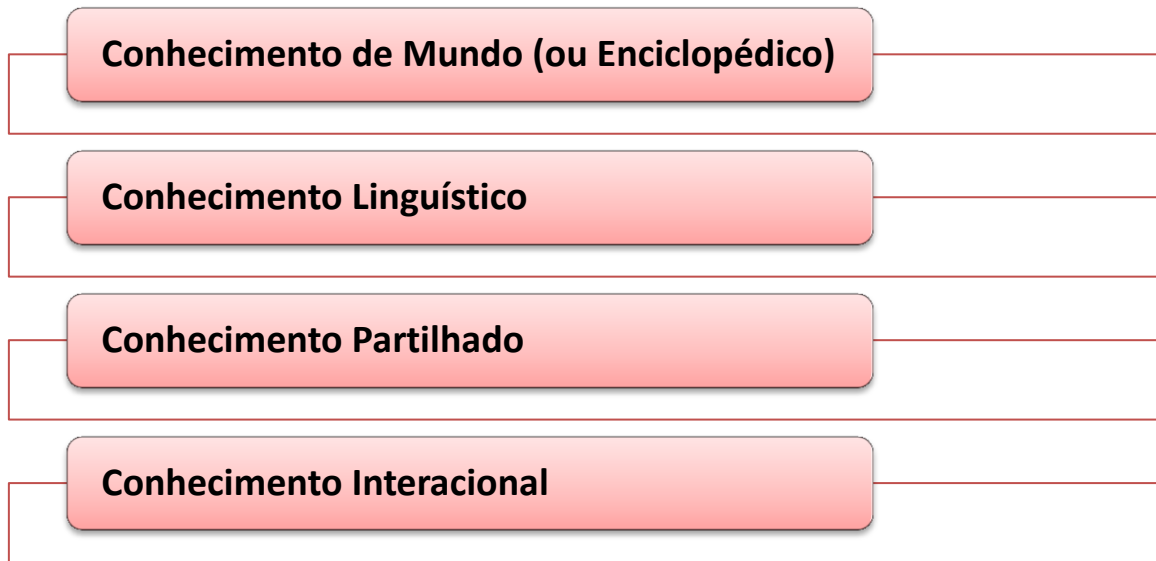 Conhecimento de Mundo (ou Enciclopédico)
Conhecimento Linguístico
Conhecimento Partilhado
Conhecimento Interacional